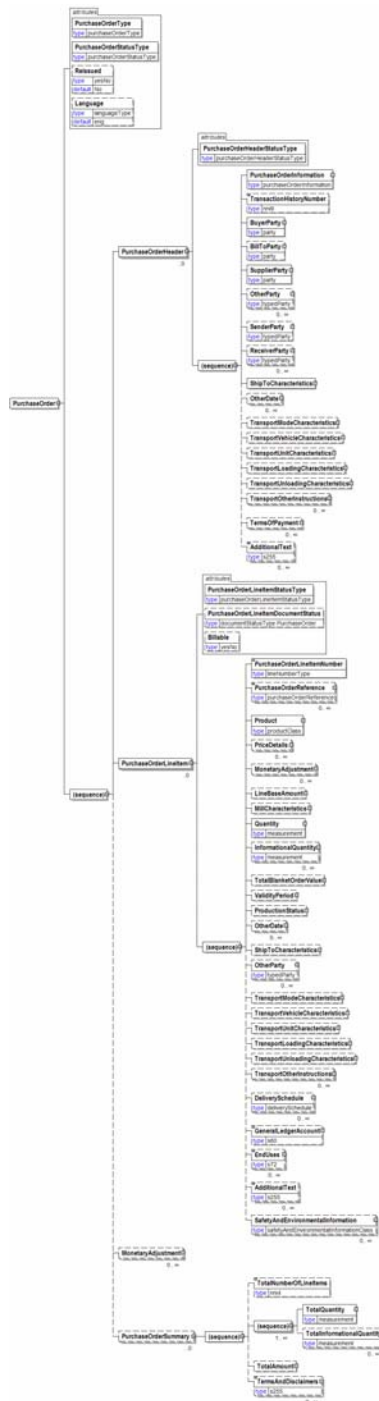 attributes
PurchaseOrderType
type purchaseOrderType
PurchaseOrderStatusType
type purchaseOrderStatusType
Reissued
type yesNo
default No
Language
type languageType
default eng
attributes
PurchaseOrderHeaderStatusType
type purchaseOrderHeaderStatusType
PurchaseOrderInformation
type purchaseOrderInformation
TransactionHistoryNumber
type
BuyerParty
type party
PurchaseOrderHeader
BillToParty
type party
SupplierParty
type party
OtherParty
type typedParty
0.. ∞
SenderParty
type typedParty
ReceiverParty
type typedParty
0.. ∞
(sequence)
ShipToCharacteristics
PurchaseOrder
OtherDate
0.. ∞
TransportModeCharacteristics
TransportVehicleCharacteristics
TransportUnitCharacteristics
TransportLoadingCharacteristics
TransportUnloadingCharacteristics
TransportOtherInstructions
0.. ∞
TermsOfPayment
0.. ∞
AdditionalText
type s255
0.. ∞
attributes
PurchaseOrderLineItemStatusType
type purchaseOrderLineItemStatusType
PurchaseOrderLineItemDocumentStatus
type documentStatusType PurchaseOrder
Billable
type yesNo
PurchaseOrderLineItemNumber
type lineNumberType
PurchaseOrderReference
type purchaseOrderReference
0.. ∞
Product
type productClass
PriceDetails
0.. ∞
PurchaseOrderLineItem
MonetaryAdjustment
0.. ∞
(sequence)
LineBaseAmount
MillCharacteristics
Quantity
type measurement
InformationalQuantity
type measurement
0.. ∞
TotalBlanketOrderValue
ValidityPeriod
ProductionStatus
OtherDate
0.. ∞
(sequence)
ShipToCharacteristics
OtherParty
type typedParty
0.. ∞
TransportModeCharacteristics
TransportVehicleCharacteristics
TransportUnitCharacteristics
TransportLoadingCharacteristics
TransportUnloadingCharacteristics
TransportOtherInstructions
0.. ∞
DeliverySchedule
type deliverySchedule
0.. ∞
GeneralLedgerAccount
type
EndUses
type s72
0.. ∞
AdditionalText
type s255
0.. ∞
SafetyAndEnvironmentalInformation
type safetyAndEnvironmentalInformationClass
0.. ∞
MonetaryAdjustment
0.. ∞
TotalNumberOfLineItems
type
TotalQuantity
type measurement
(sequence)
1.. ∞
TotalInformationalQuantity
type measurement
0.. ∞
PurchaseOrderSummary
(sequence)
TotalAmount
TermsAndDisclaimers
type s255